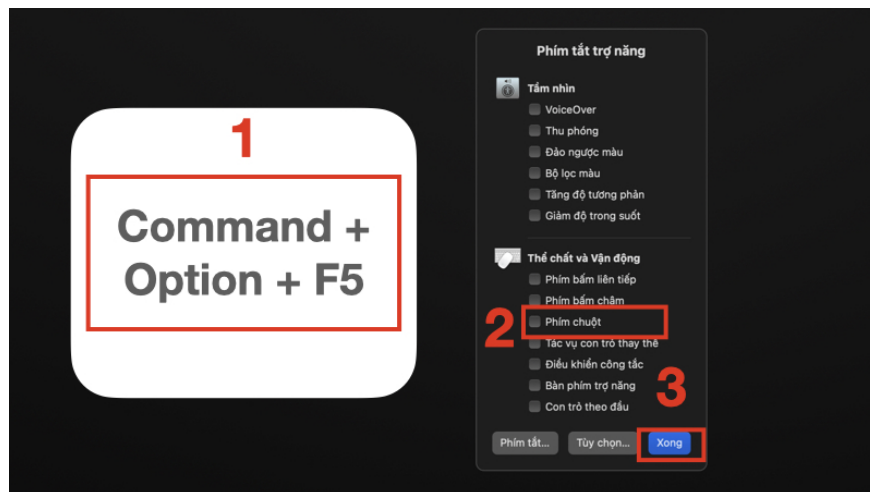 1
Command +
Option + F5
Phím tắt trợ năng
Tầm nhìn
VoiceOver
Thu phóng
Đảo ngược màu
Bộ lọc màu
Tăng độ tương phản
Giảm độ trong suốt
Thể chất và Vận động
Phím bấm liên tiếp
Phím bấm chậm
2
Phím chuột
Tác vụ con trỏ thay thế
Điều khiển công tắc
Bàn phím trợ năng
3
Con trỏ theo đầu
Phím tắt...
Tùy chọn...
Xong